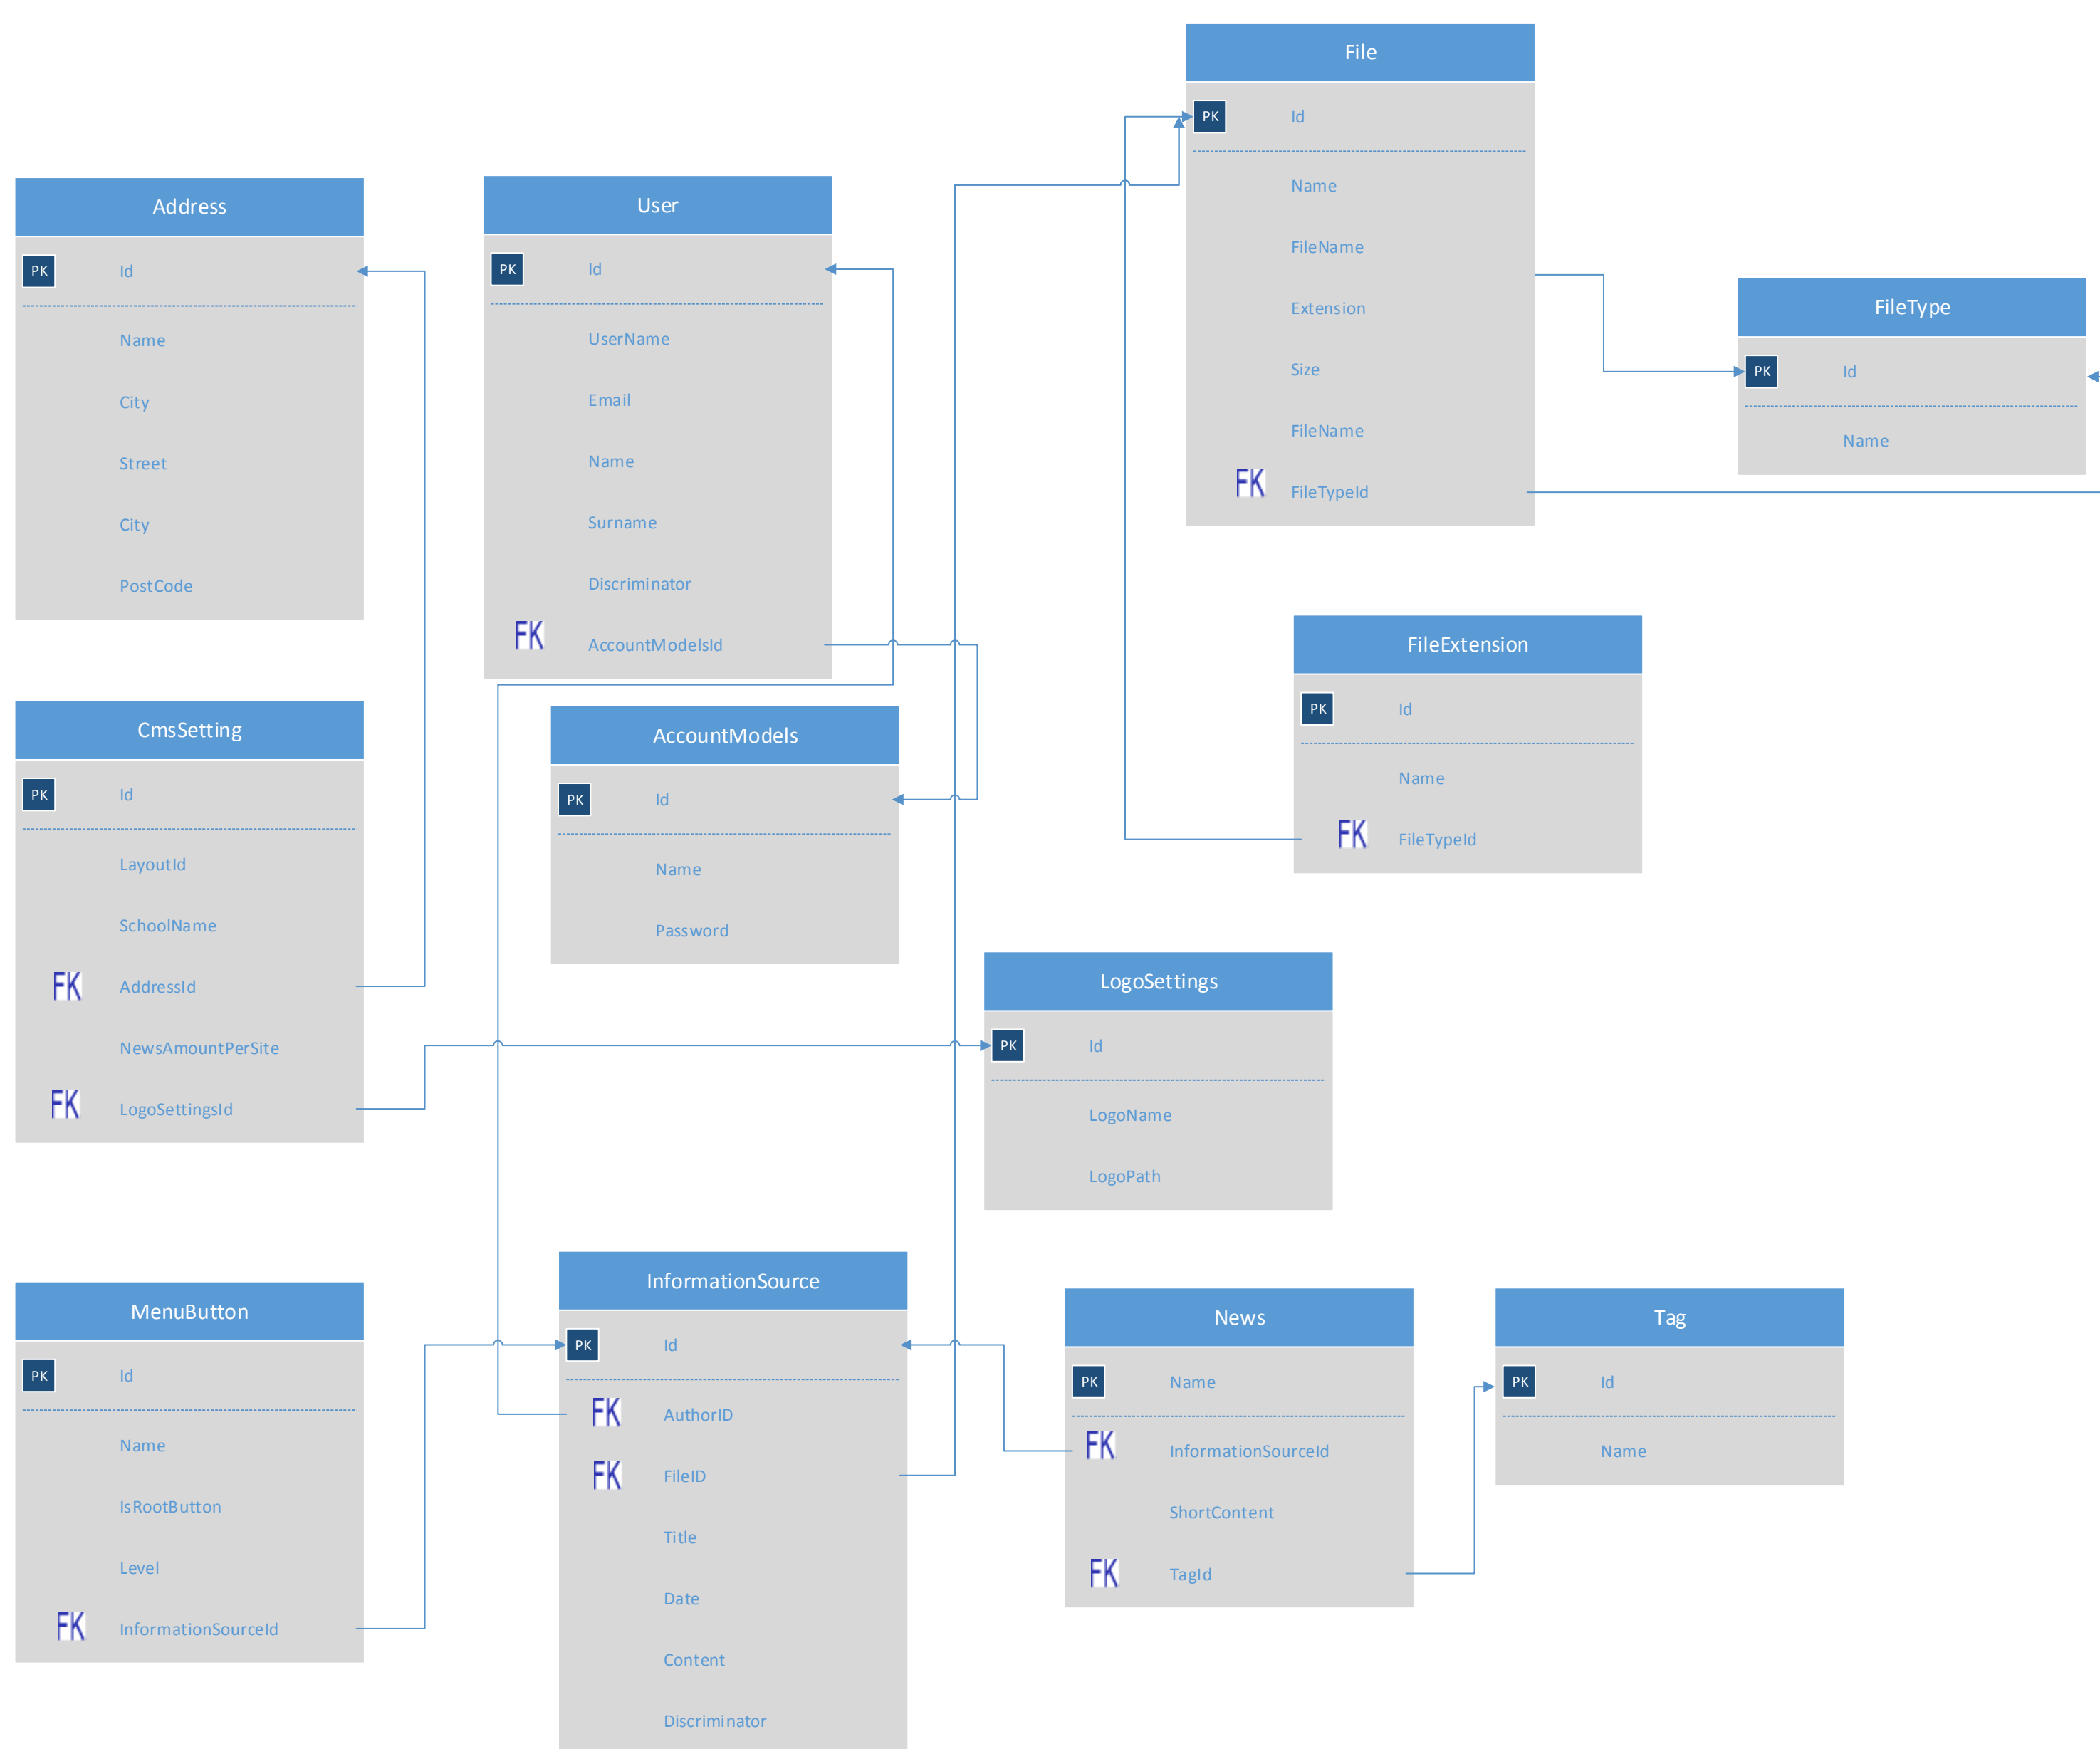 File
PK Id
Name
FileName
Extension
Size
FileName
FK FileTypeId
Address
PK Id
Name
City
Street
City
PostCode
User
PK Id
UserName
Email
Name
Surname
Discriminator
FK AccountModelsId
FileType
PK Id
Name
FileExtension
PK Id
Name
FK FileTypeId
CmsSetting
PK Id
LayoutId
SchoolName
FK AddressId
NewsAmountPerSite
FK LogoSettingsId
AccountModels
PK Id
Name
Password
LogoSettings
PK Id
LogoName
LogoPath
MenuButton
PK Id
Name
IsRootButton
Level
FK InformationSourceId
InformationSource
PK Id
FK AuthorID
FK FileID
Title
Date
Content
Discriminator
News
PK Name
FK InformationSourceId
ShortContent
FK TagId
Tag
PK Id
Name